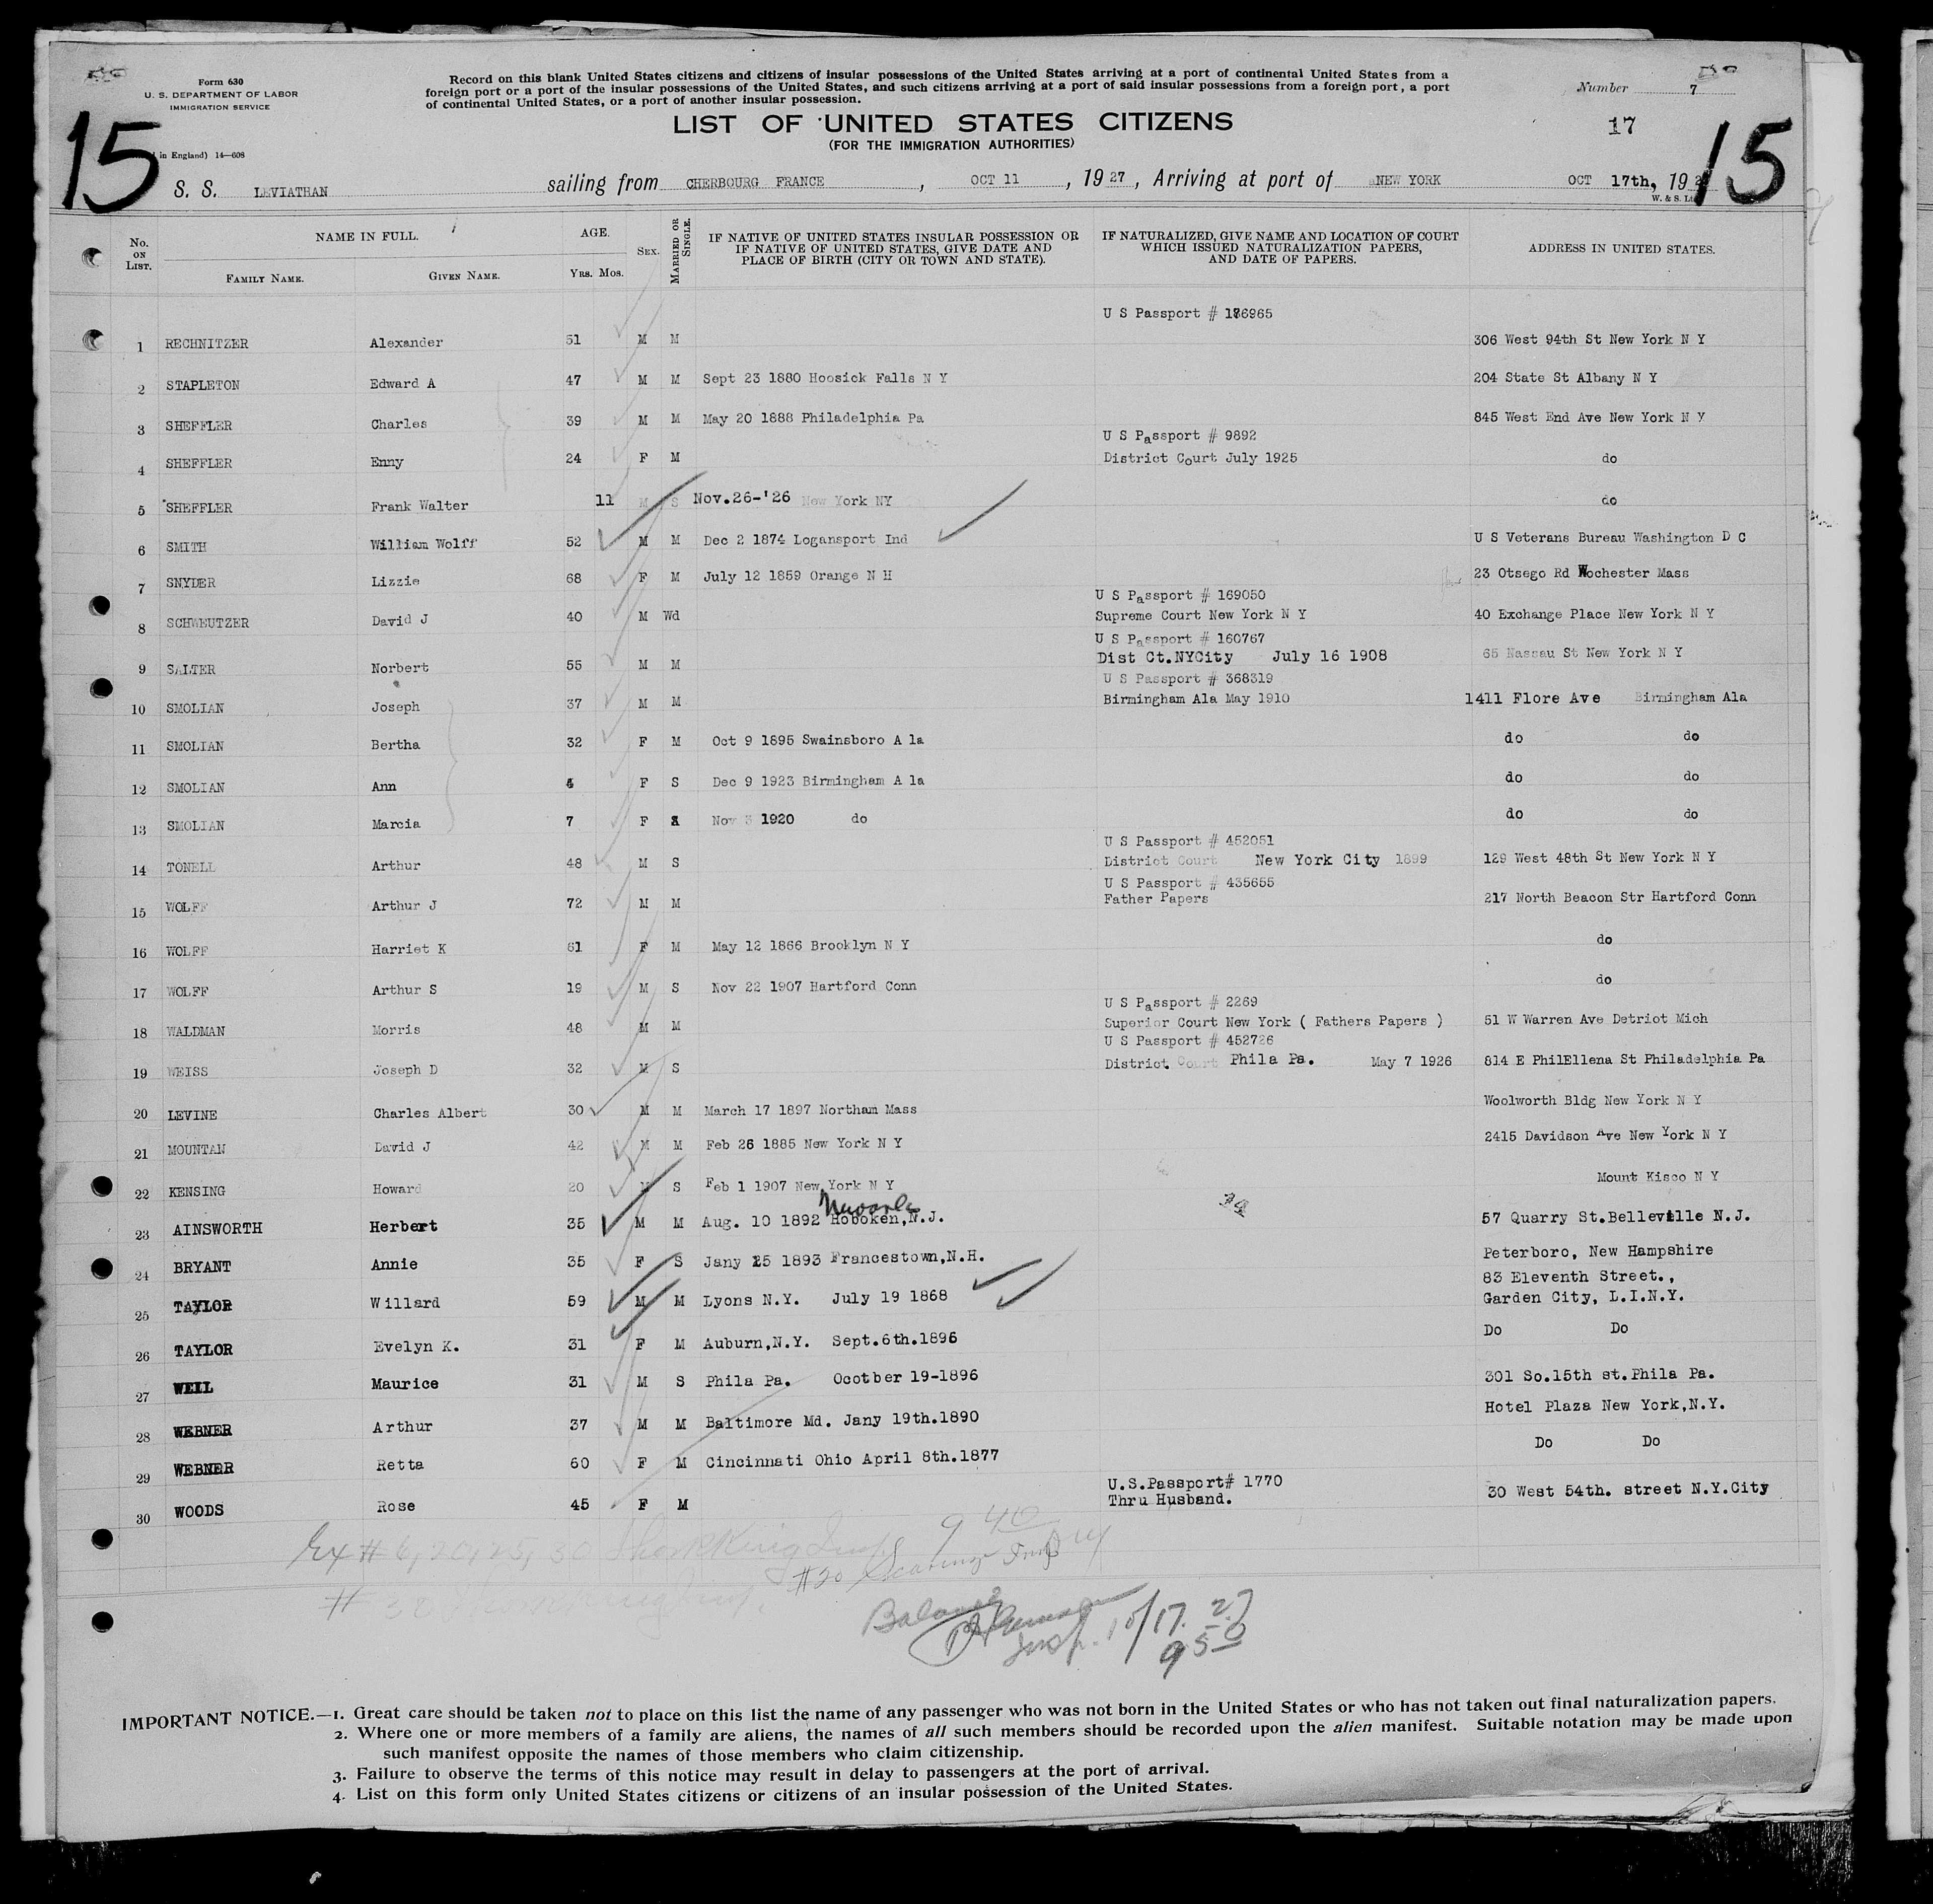 Form 630
U. S. DEPARTMENT OF LABOR
IMMIGRATION SERVICE
in England) 14—608
Record on this blank United States citizens and citizens of insular possessions of the United States arriving at a port of continental United States from a
foreign port or a port of the insular possessions of the United States, and such citizens arriving at a port of said insular possessions from a foreign port, a port
of continental United States, or a port of another insular possession.
Number 7
LIST OF UNITED STATES CITIZENS
(FOR THE IMMIGRATION AUTHORITIES)
17
15 15
S. S. LEVIATHAN sailing from CHERBOURG FRANCE , OCT 11 , 19 27 , Arriving at port of NEW YORK OCT 17th, 19
W. & S. Lt
No. ON LIST. NAME IN FULL. FAMILY NAME. GIVEN NAME. AGE. YRS. MOS. SEX. MARRIED OR SINGLE. IF NATIVE OF UNITED STATES INSULAR POSSESSION OR IF NATIVE OF UNITED STATES, GIVE DATE AND PLACE OF BIRTH (CITY OR TOWN AND STATE). IF NATURALIZED, GIVE NAME AND LOCATION OF COURT WHICH ISSUED NATURALIZATION PAPERS, AND DATE OF PAPERS. ADDRESS IN UNITED STATES.
U S Passport # 176965
1 RECHNITZER Alexander 51 M M 306 West 94th St New York N Y
2 STAPLETON Edward A 47 M M Sept 23 1880 Hoosick Falls N Y 204 State St Albany N Y
3 SHEFFLER Charles 39 M M May 20 1888 Philadelphia Pa 845 West End Ave New York N Y
U S Passport # 9892
4 SHEFFLER Enny 24 F M District Court July 1925 do
5 SHEFFLER Frank Walter 11 M S Nov.26-'26 New York NY do
6 SMITH William Wolff 52 M M Dec 2 1874 Logansport Ind U S Veterans Bureau Washington D C
7 SNYDER Lizzie 68 F M July 12 1859 Orange N H 23 Otsego Rd Wochester Mass
U S Passport # 169050
8 SCHWEUTZER David J 40 M Wd Supreme Court New York N Y 40 Exchange Place New York N Y
U S Passport # 160767
9 SALTER Norbert 55 M M Dist Ct.NYCity July 16 1908 65 Nassau St New York N Y
U S Passport # 368319
10 SMOLIAN Joseph 37 M M Birmingham Ala May 1910 1411 Flore Ave Birmingham Ala
11 SMOLIAN Bertha 32 F M Oct 9 1895 Swainsboro A la do do
12 SMOLIAN Ann 4 F S Dec 9 1923 Birmingham A la do do
13 SMOLIAN Marcia 7 F S Nov 3 1920 do do do
U S Passport # 452051
14 TONELL Arthur 48 M S District Court New York City 1899 129 West 48th St New York N Y
U S Passport # 435655
15 WOLFF Arthur J 72 M M Father Papers 217 North Beacon Str Hartford Conn
16 WOLFF Harriet K 61 F M May 12 1866 Brooklyn N Y do
17 WOLFF Arthur S 19 M S Nov 22 1907 Hartford Conn do
U S Passport # 2269
18 WALDMAN Morris 48 M M Superior Court New York ( Fathers Papers ) 51 W Warren Ave Detriot Mich
U S Passport # 452726
19 WEISS Joseph D 32 M S District Court Phila Pa. May 7 1926 814 E PhilEllena St Philadelphia Pa
20 LEVINE Charles Albert 30 M M March 17 1897 Northam Mass Woolworth Bldg New York N Y
21 MOUNTAN David J 42 M M Feb 26 1885 New York N Y 2415 Davidson Ave New York N Y
22 KENSING Howard 20 M S Feb 1 1907 New York N Y Mount Kisco N Y
Newark
23 AINSWORTH Herbert 35 M M Aug. 10 1892 Hoboken,N.J. 57 Quarry St.Belleville N.J.
24 BRYANT Annie 35 F S Jany 25 1893 Francestown,N.H. Peterboro, New Hampshire
83 Eleventh Street.,
25 TAYLOR Willard 59 M M Lyons N.Y. July 19 1868 Garden City, L.I.N.Y.
26 TAYLOR Evelyn K. 31 F M Auburn,N.Y. Sept.6th.1896 Do Do
27 WEIL Maurice 31 M S Phila Pa. Ocotber 19-1896 301 So.15th st.Phila Pa.
28 WEBNER Arthur 37 M M Baltimore Md. Jany 19th.1890 Hotel Plaza New York,N.Y.
29 WEBNER Retta 60 F M Cincinnati Ohio April 8th.1877 Do Do
U.S.Passport# 1770
30 WOODS Rose 45 F M Thru Husband. 30 West 54th. street N.Y.City
Ex # 6, 20, 25, 30 9 40
#20
Insp. 10/17. 27
9 50
IMPORTANT NOTICE.—1. Great care should be taken not to place on this list the name of any passenger who was not born in the United States or who has not taken out final naturalization papers.
2. Where one or more members of a family are aliens, the names of all such members should be recorded upon the alien manifest. Suitable notation may be made upon
such manifest opposite the names of those members who claim citizenship.
3. Failure to observe the terms of this notice may result in delay to passengers at the port of arrival.
4. List on this form only United States citizens or citizens of an insular possession of the United States.